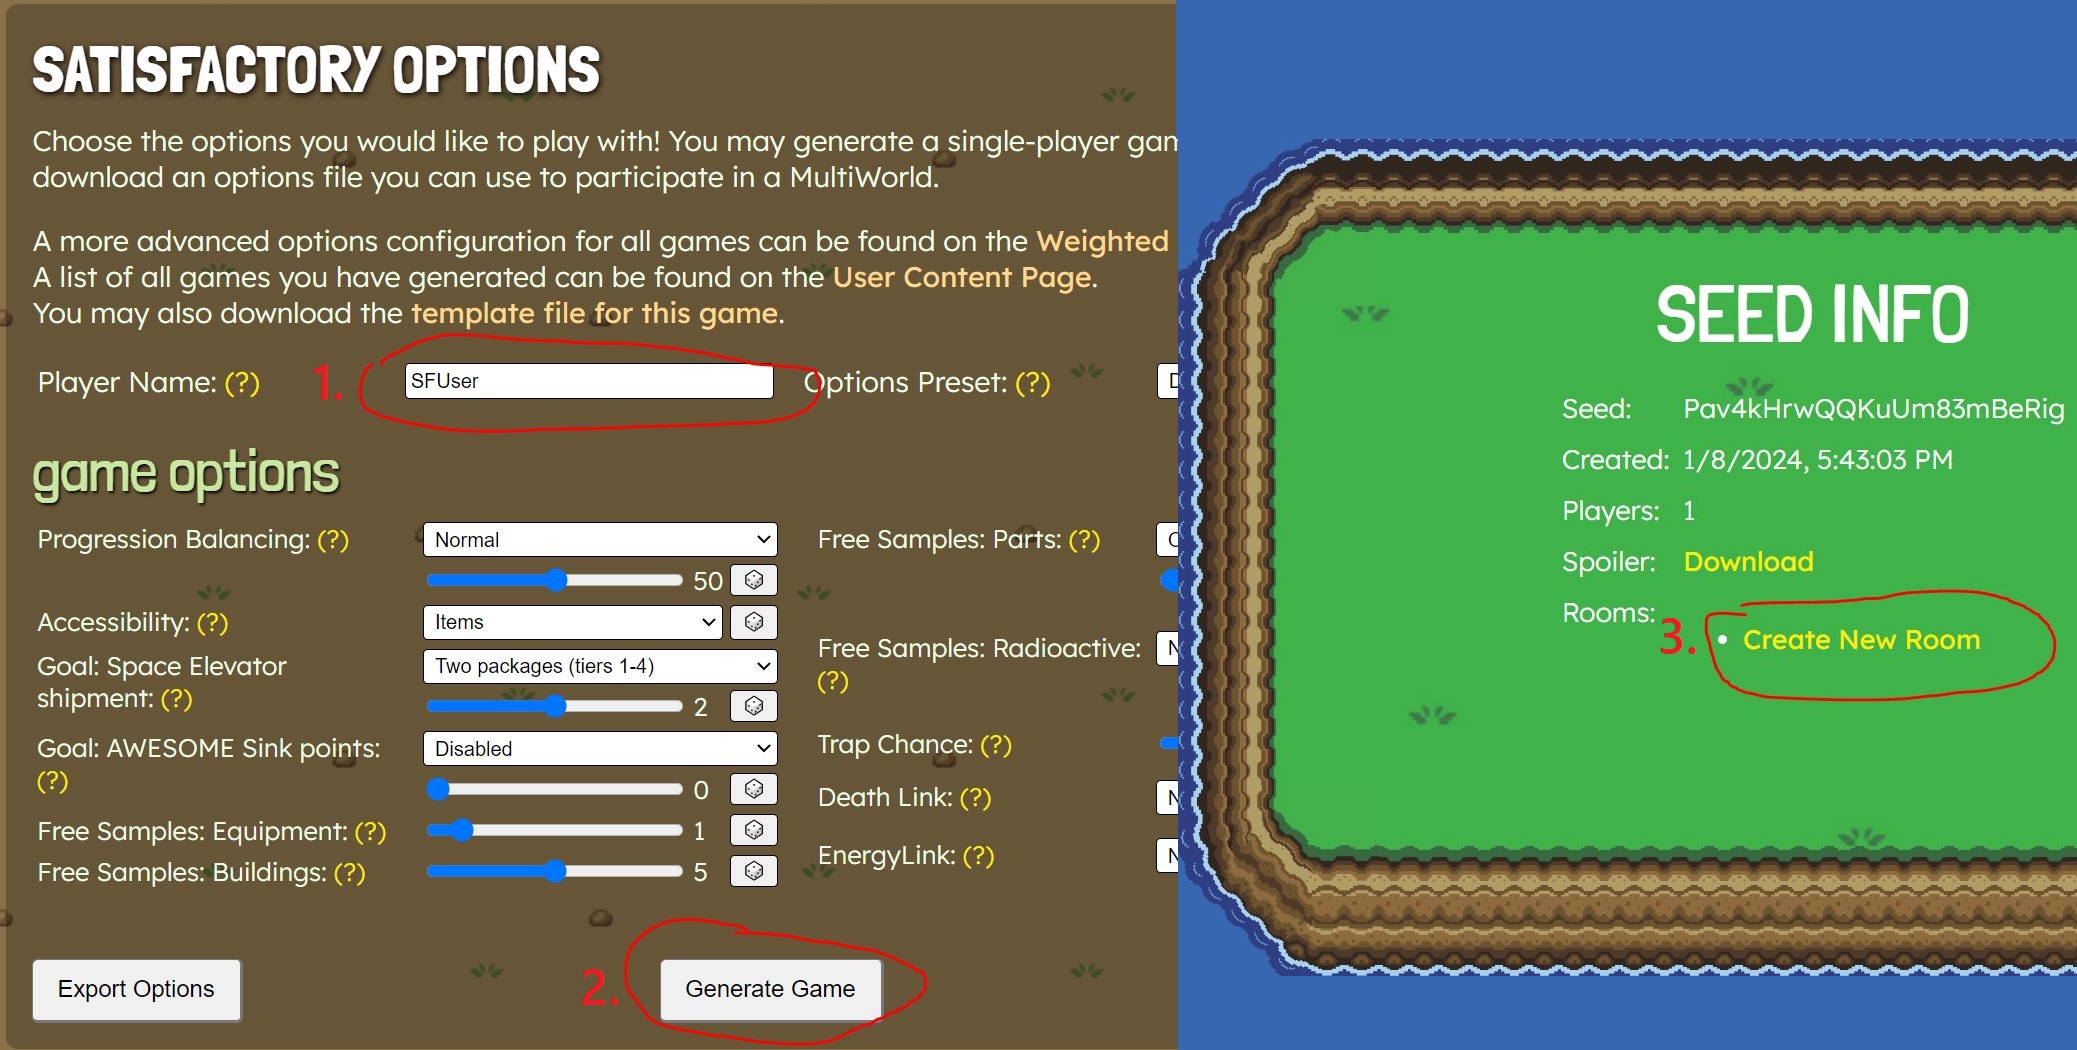 SATISFACTORY OPTIONS
Choose the options you would like to play with! You may generate a single-player
download an options file you can use to participate in a MultiWorld.
A more advanced options configuration for all games can be found on the Weighted
A list of all games you have generated can be found on the User Content Page.
You may also download the template file for this game.
Player Name: (?)
1.
SFUser
Options Preset: (?)
game options
Progression Balancing: (?)
Normal
50
Accessibility: (?)
Items
Goal: Space Elevator
shipment: (?)
Two packages (tiers 1-4)
2
Goal: AWESOME Sink points:
(?)
Disabled
0
Free Samples: Equipment: (?)
1
Free Samples: Buildings: (?)
5
Free Samples: Parts: (?)
Free Samples: Radioactive:
(?)
Trap Chance: (?)
Death Link: (?)
EnergyLink: (?)
Export Options
2.
Generate Game
SEED INFO
Seed: Pav4kHrwQQKuUm83mBeRig
Created: 1/8/2024, 5:43:03 PM
Players: 1
Spoiler: Download
Rooms:
3.
• Create New Room